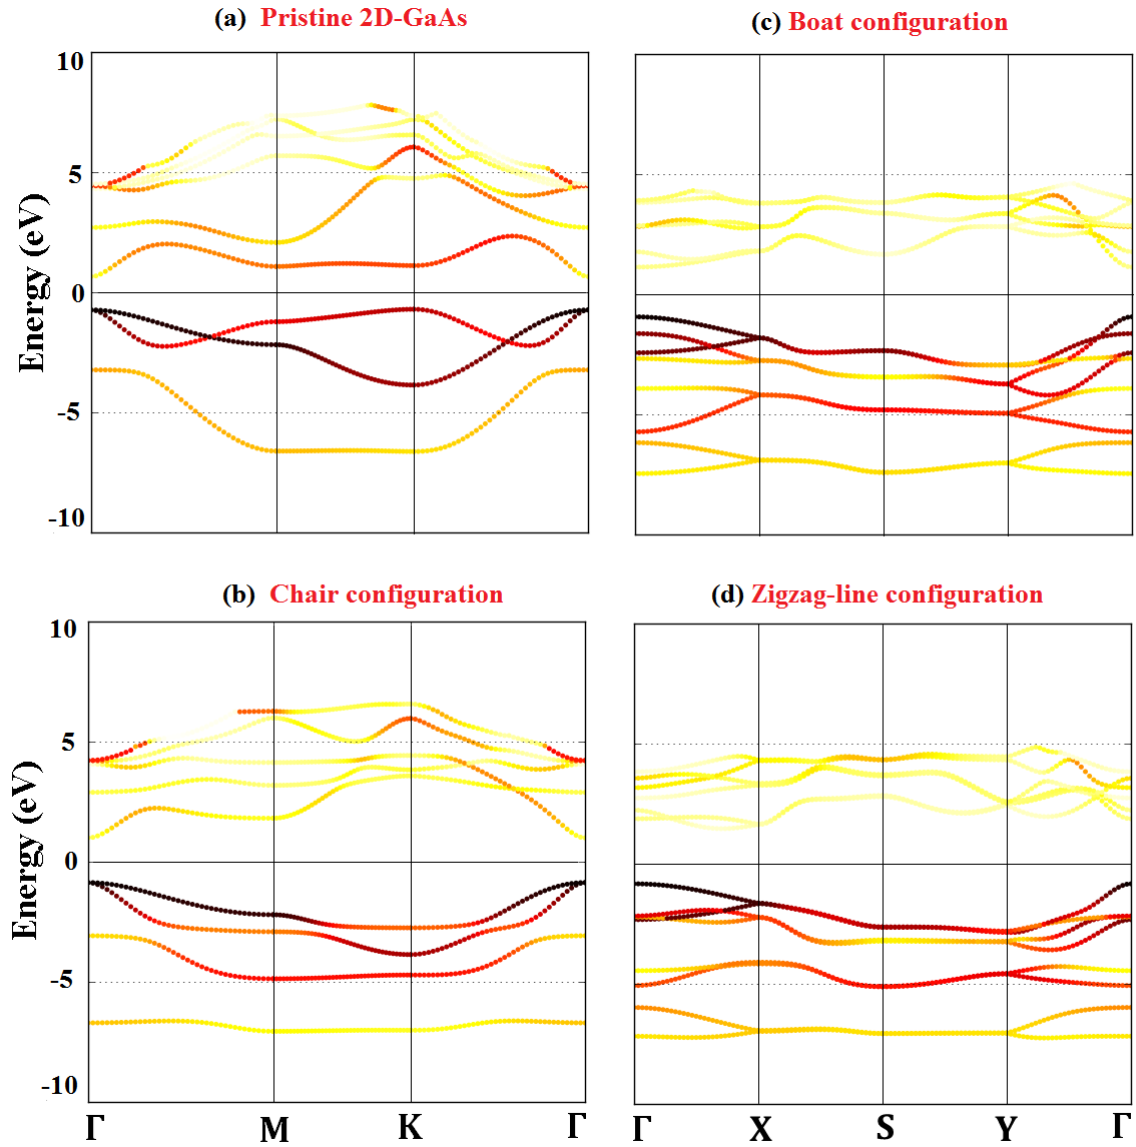 (a) Pristine 2D-GaAs
(c) Boat configuration
10
5
0
-5
-10
Energy (eV)
(b) Chair configuration
(d) Zigzag-line configuration
10
5
0
-5
-10
Energy (eV)
Γ M K Γ
Γ X S Y Γ